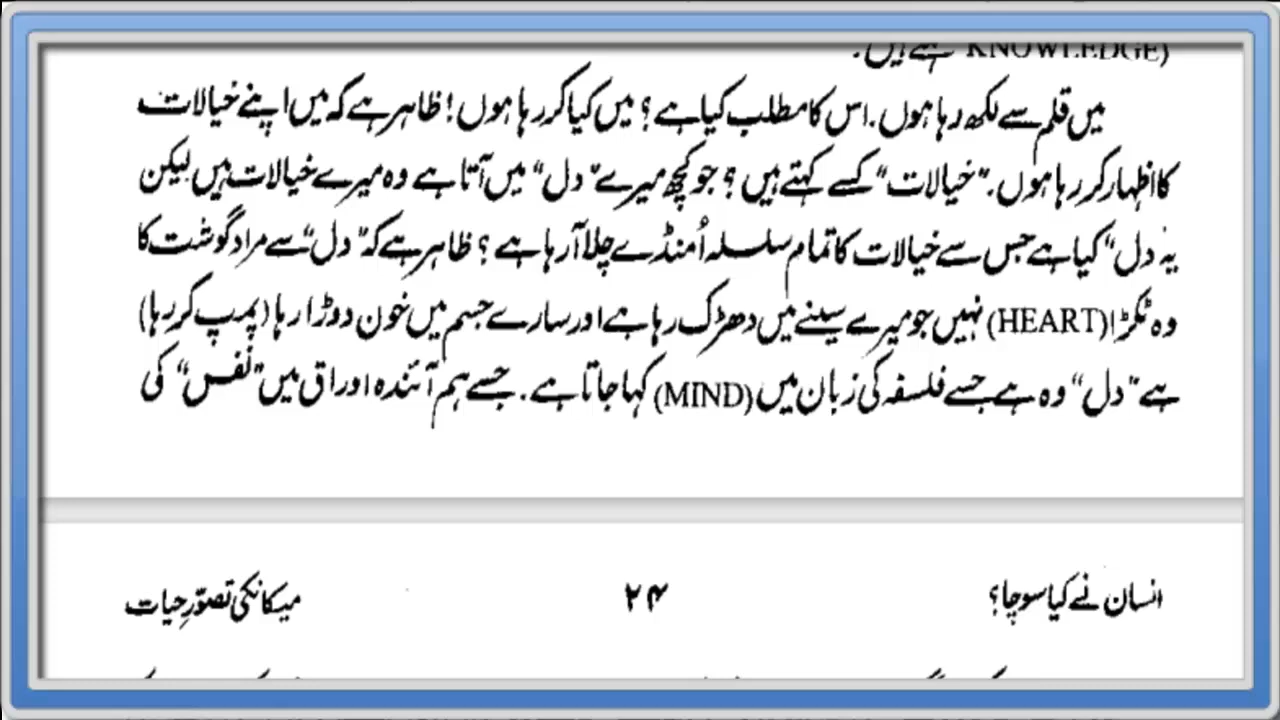 (KNOWLEDGE کہتے ہیں.
میں قلم سے لکھ رہا ہوں. اس کا مطلب کیا ہے؟ میں کیا کر رہا ہوں! ظاہر ہے کہ میں اپنے خیالات
کا اظہار کر رہا ہوں. "خیالات" کسے کہتے ہیں؟ جو کچھ میرے "دل" میں آتا ہے وہ میرے خیالات ہیں لیکن
یہ "دل" کیا ہے جس سے خیالات کا تمام سلسلہ اُمنڈے چلا آ رہا ہے؟ ظاہر ہے کہ "دل" سے مراد گوشت کا
وہ ٹکڑا (HEART) نہیں جو میرے سینے میں دھڑک رہا ہے اور سارے جسم میں خون دوڑا رہا (پمپ کر رہا)
ہے "دل" وہ ہے جسے فلسفہ کی زبان میں (MIND) کہا جاتا ہے. جسے ہم آئندہ اوراق میں "نفس" کی
انسان نے کیا سوچا؟ ۲۴ میکانکی تصوّرِ حیات